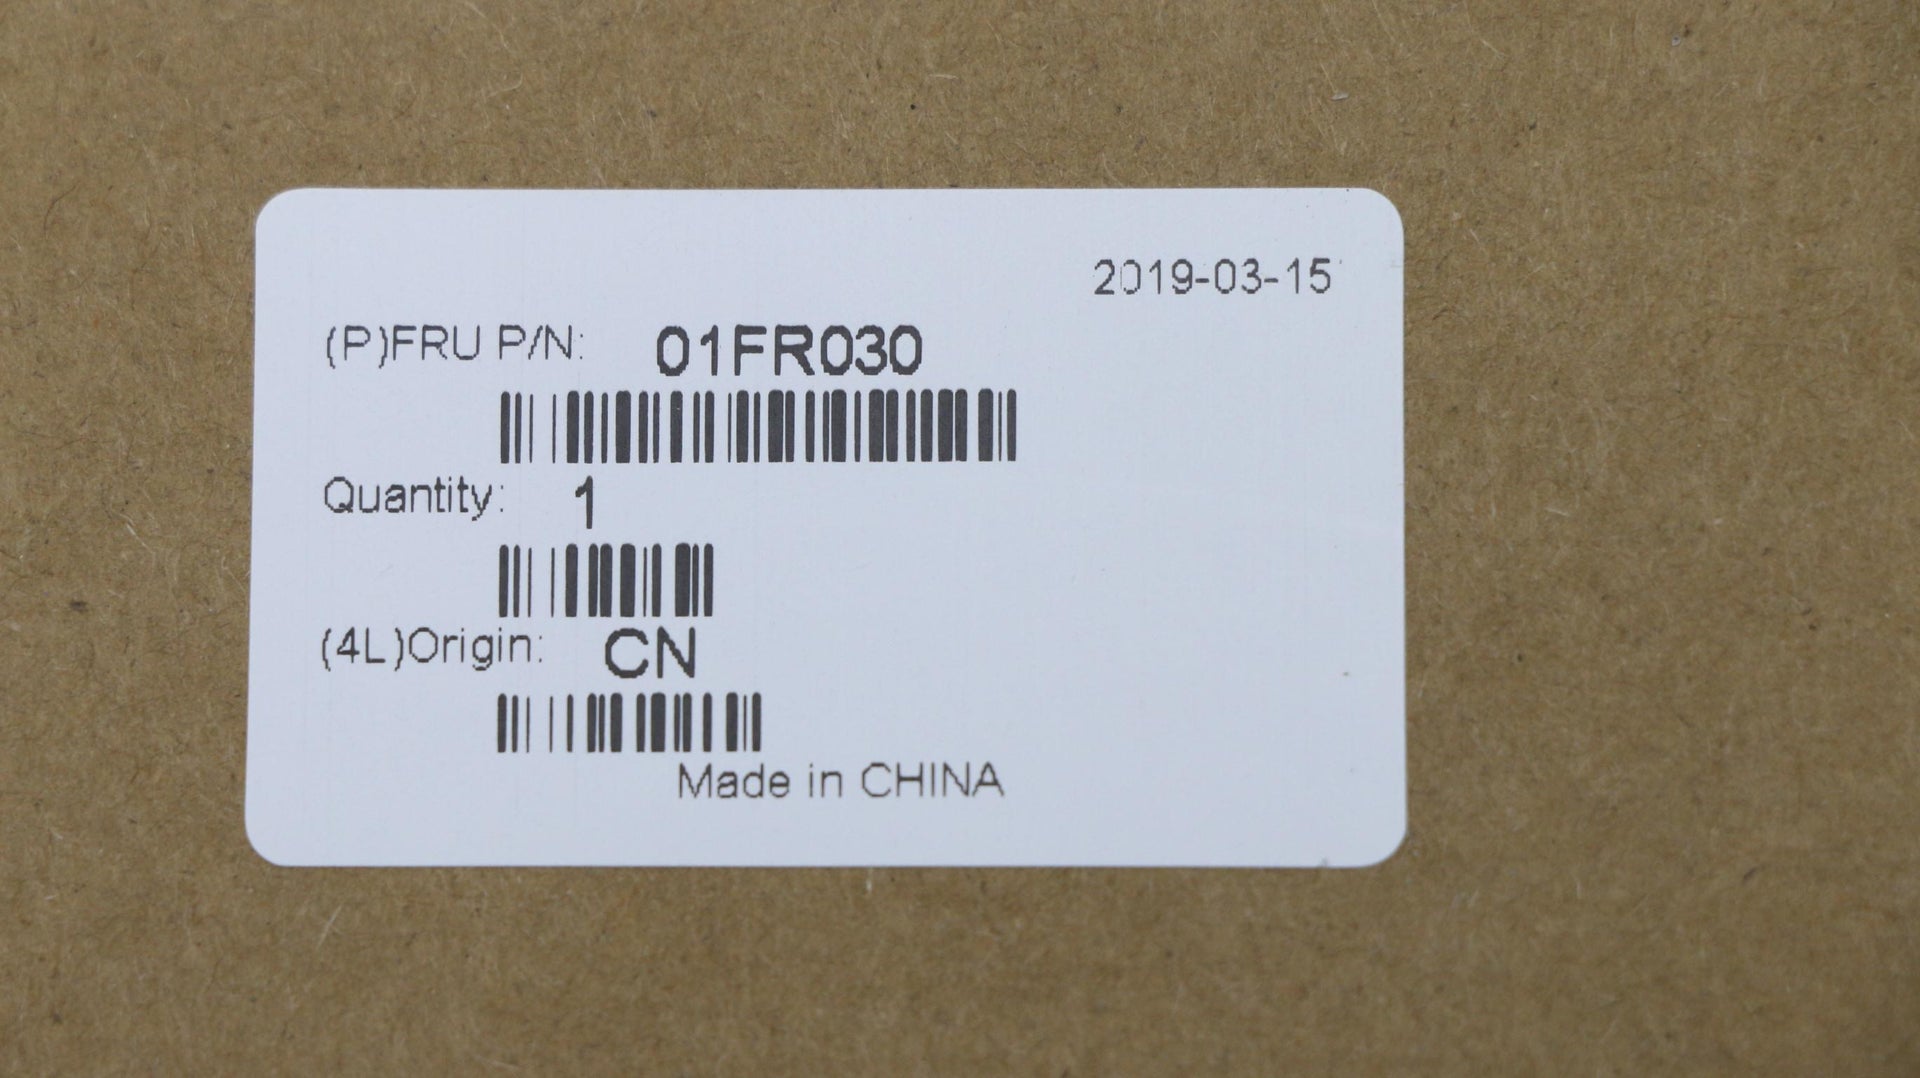 2019-03-15
(P)FRU P/N: 01FR030
Quantity: 1
(4L)Origin: CN
Made in CHINA